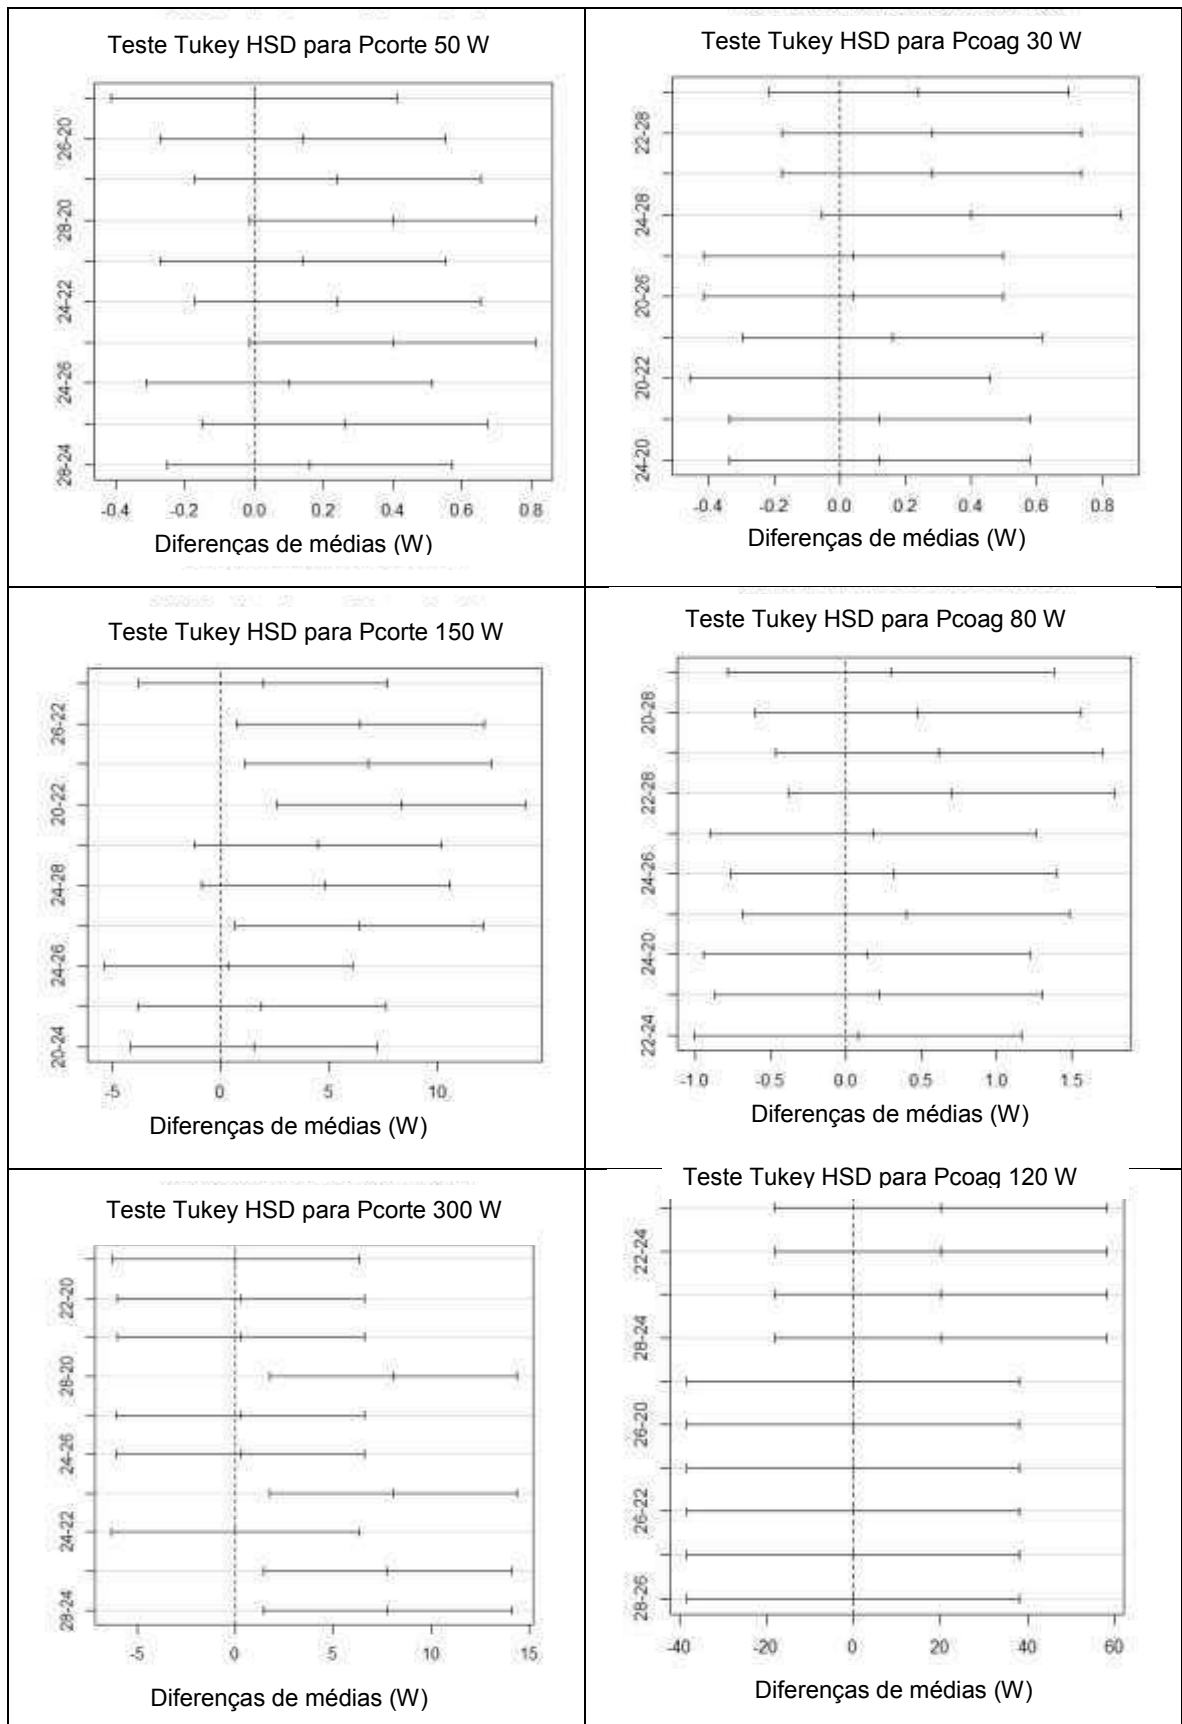 Teste Tukey HSD para Pcorte 50 W
26-20
28-20
24-22
24-26
28-24
-0.4 -0.2 0.0 0.2 0.4 0.6 0.8
Diferenças de médias (W)
Teste Tukey HSD para Pcoag 30 W
22-28
24-28
20-26
20-22
24-20
-0.4 -0.2 0.0 0.2 0.4 0.6 0.8
Diferenças de médias (W)
Teste Tukey HSD para Pcorte 150 W
26-22
20-22
24-28
24-26
20-24
-5 0 5 10
Diferenças de médias (W)
Teste Tukey HSD para Pcoag 80 W
20-28
22-28
24-26
24-20
22-24
-1.0 -0.5 0.0 0.5 1.0 1.5
Diferenças de médias (W)
Teste Tukey HSD para Pcorte 300 W
22-20
28-20
24-26
24-22
28-24
-5 0 5 10 15
Diferenças de médias (W)
Teste Tukey HSD para Pcoag 120 W
22-24
28-24
26-20
26-22
28-26
-40 -20 0 20 40 60
Diferenças de médias (W)